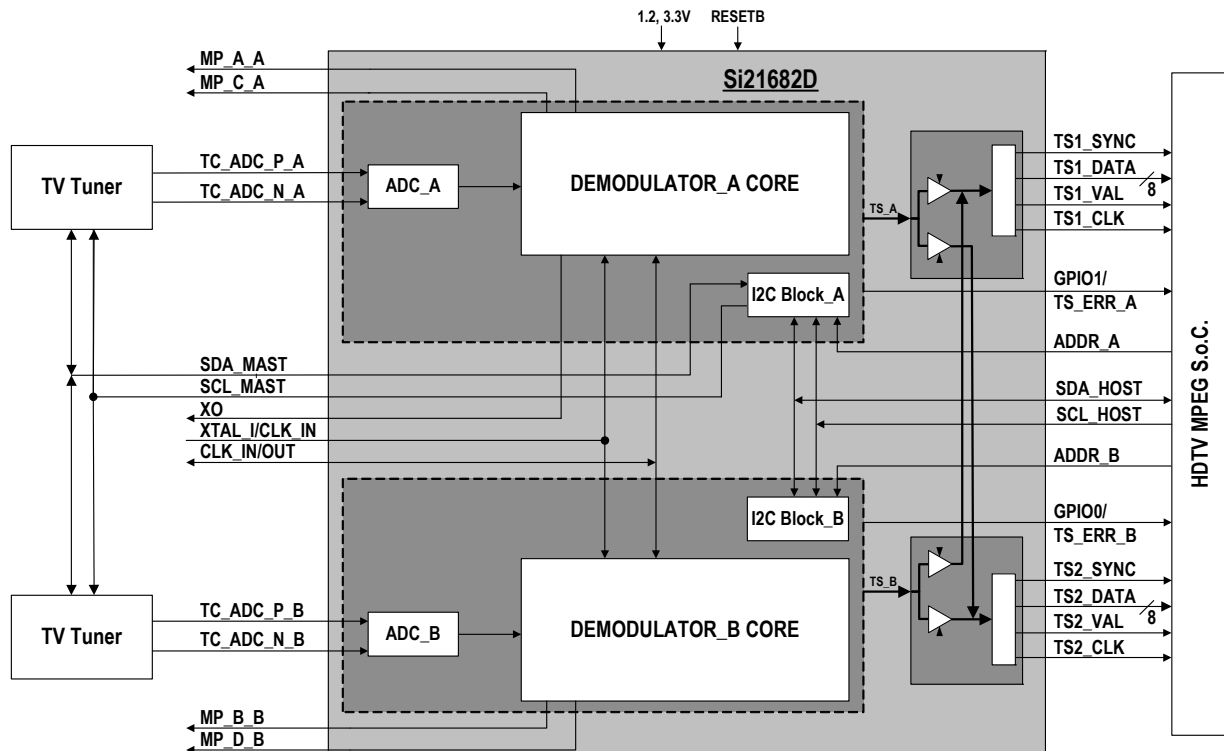 1.2, 3.3V RESETB
Si21682D
MP_A_A
MP_C_A
TV Tuner
TC_ADC_P_A
TC_ADC_N_A
ADC_A
DEMODULATOR_A CORE
TS_A
TS1_SYNC
TS1_DATA
8
TS1_VAL
TS1_CLK
I2C Block_A
GPIO1/
TS_ERR_A
ADDR_A
SDA_MAST
SCL_MAST
XO
XTAL_I/CLK_IN
CLK_IN/OUT
SDA_HOST
SCL_HOST
ADDR_B
HDTV MPEG S.o.C.
I2C Block_B
GPIO0/
TS_ERR_B
TV Tuner
TC_ADC_P_B
TC_ADC_N_B
ADC_B
DEMODULATOR_B CORE
TS_B
TS2_SYNC
TS2_DATA
8
TS2_VAL
TS2_CLK
MP_B_B
MP_D_B